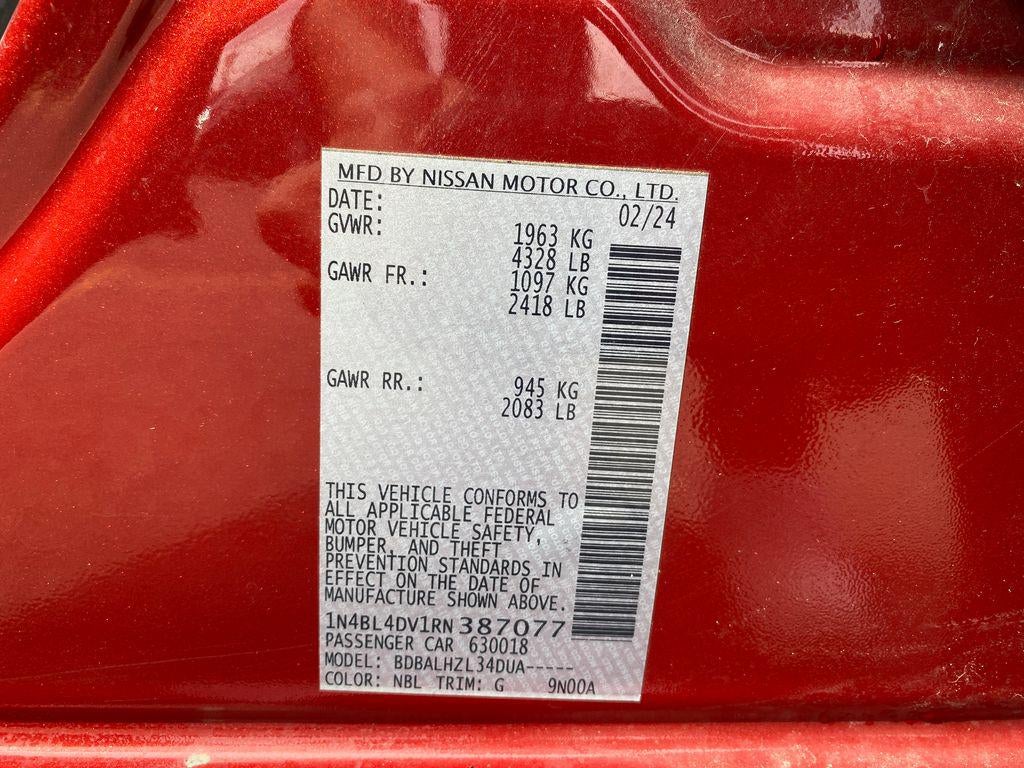 MFD BY NISSAN MOTOR CO., LTD.
DATE: 02/24
GVWR: 1963 KG
4328 LB
GAWR FR.: 1097 KG
2418 LB
GAWR RR.: 945 KG
2083 LB
THIS VEHICLE CONFORMS TO
ALL APPLICABLE FEDERAL
MOTOR VEHICLE SAFETY,
BUMPER, AND THEFT
PREVENTION STANDARDS IN
EFFECT ON THE DATE OF
MANUFACTURE SHOWN ABOVE.
1N4BL4DV1RN387077
PASSENGER CAR 630018
MODEL: BDBALHZL34DUA-----
COLOR: NBL TRIM: G 9N00A